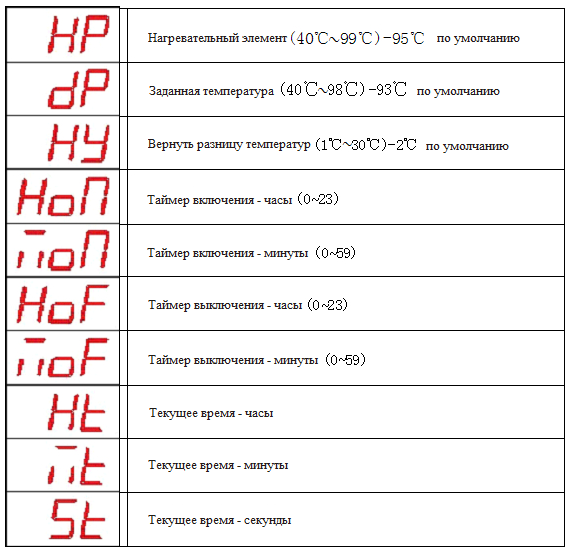 HP Нагревательный элемент (40℃~99℃)-95℃ по умолчанию
dP Заданная температура (40℃~98℃)-93℃ по умолчанию
HY Вернуть разницу температур (1℃~30℃)-2℃ по умолчанию
Hon Таймер включения - часы (0~23)
non Таймер включения - минуты (0~59)
HoF Таймер выключения - часы (0~23)
noF Таймер выключения - минуты (0~59)
Ht Текущее время - часы
nt Текущее время - минуты
St Текущее время - секунды